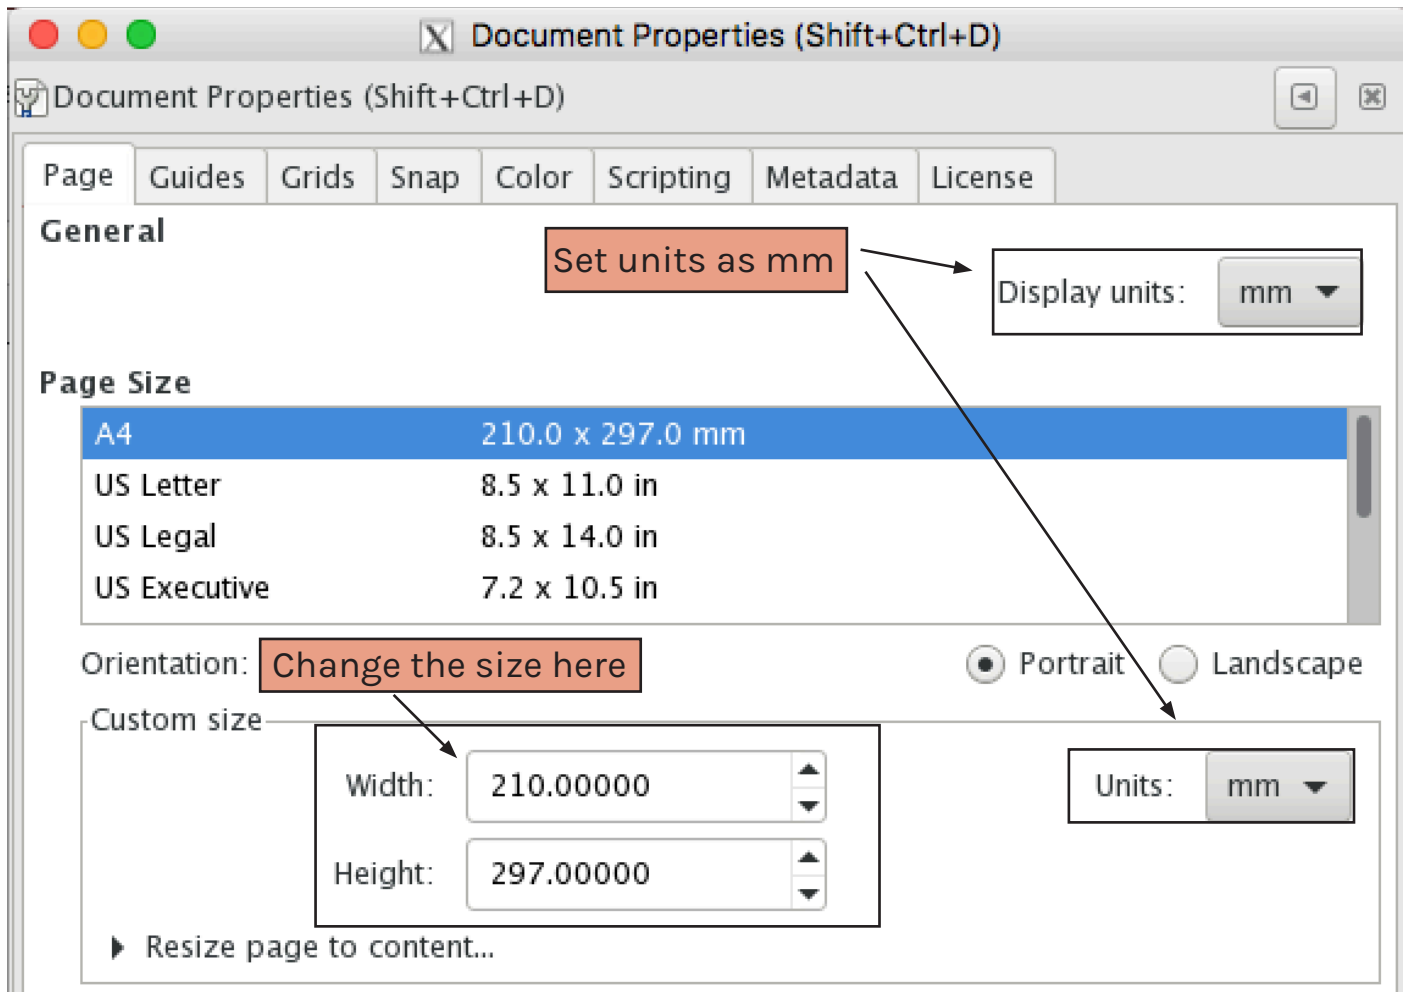 Document Properties (Shift+Ctrl+D)
Document Properties (Shift+Ctrl+D)
Page Guides Grids Snap Color Scripting Metadata License
General
Set units as mm
Display units: mm
Page Size
A4 210.0 x 297.0 mm
US Letter 8.5 x 11.0 in
US Legal 8.5 x 14.0 in
US Executive 7.2 x 10.5 in
Orientation: Change the size here Portrait Landscape
Custom size
Width: 210.00000 Units: mm
Height: 297.00000
Resize page to content...